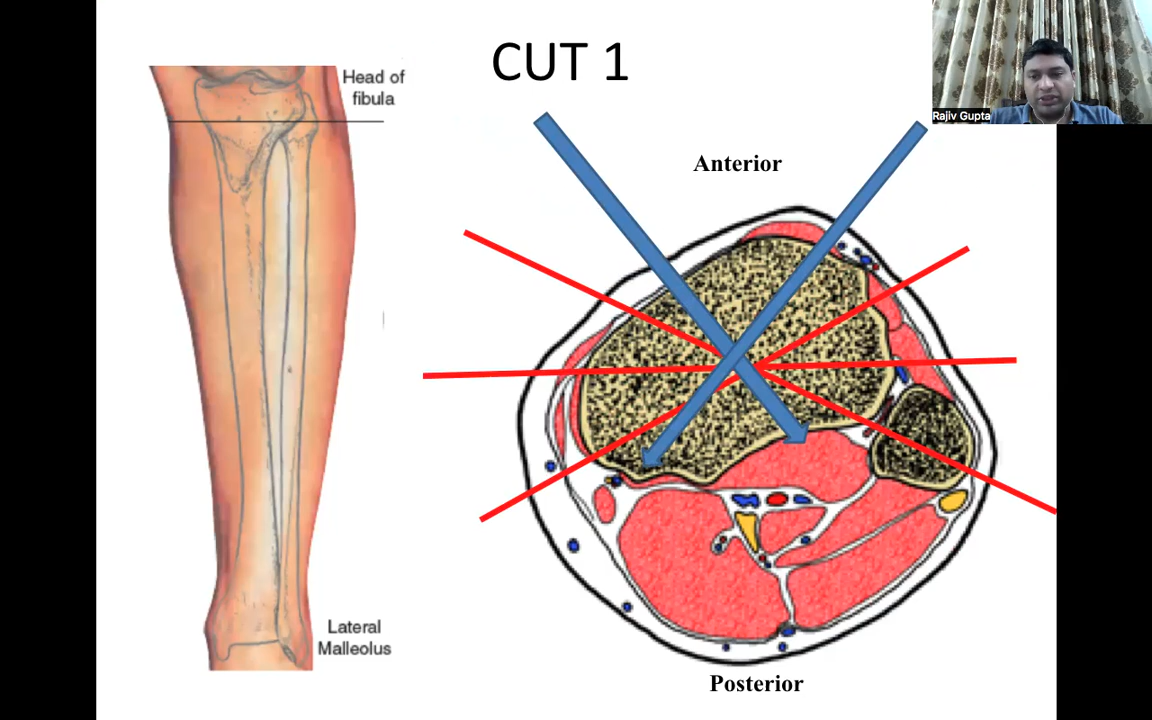 CUT 1
Head of
fibula
Rajiv Gupta
Anterior
Lateral
Malleolus
Posterior